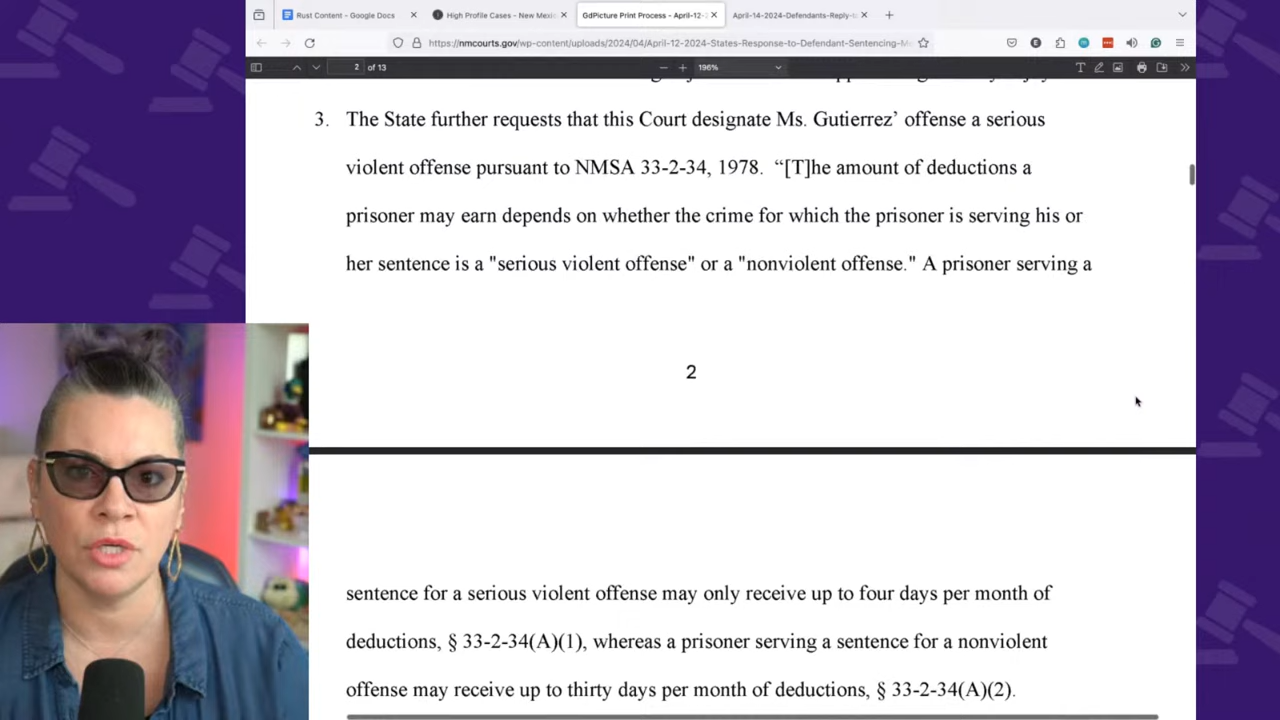 Rust Content - Google Docs
High Profile Cases - New Mexi
GdPicture Print Process - April-12-
April-14-2024-Defendants-Reply-t
https://nmcourts.gov/wp-content/uploads/2024/04/April-12-2024-States-Response-to-Defendant-Sentencing-M
2 of 13
196%
3. The State further requests that this Court designate Ms. Gutierrez’ offense a serious
violent offense pursuant to NMSA 33-2-34, 1978. “[T]he amount of deductions a
prisoner may earn depends on whether the crime for which the prisoner is serving his or
her sentence is a "serious violent offense" or a "nonviolent offense." A prisoner serving a
2
sentence for a serious violent offense may only receive up to four days per month of
deductions, § 33-2-34(A)(1), whereas a prisoner serving a sentence for a nonviolent
offense may receive up to thirty days per month of deductions, § 33-2-34(A)(2).